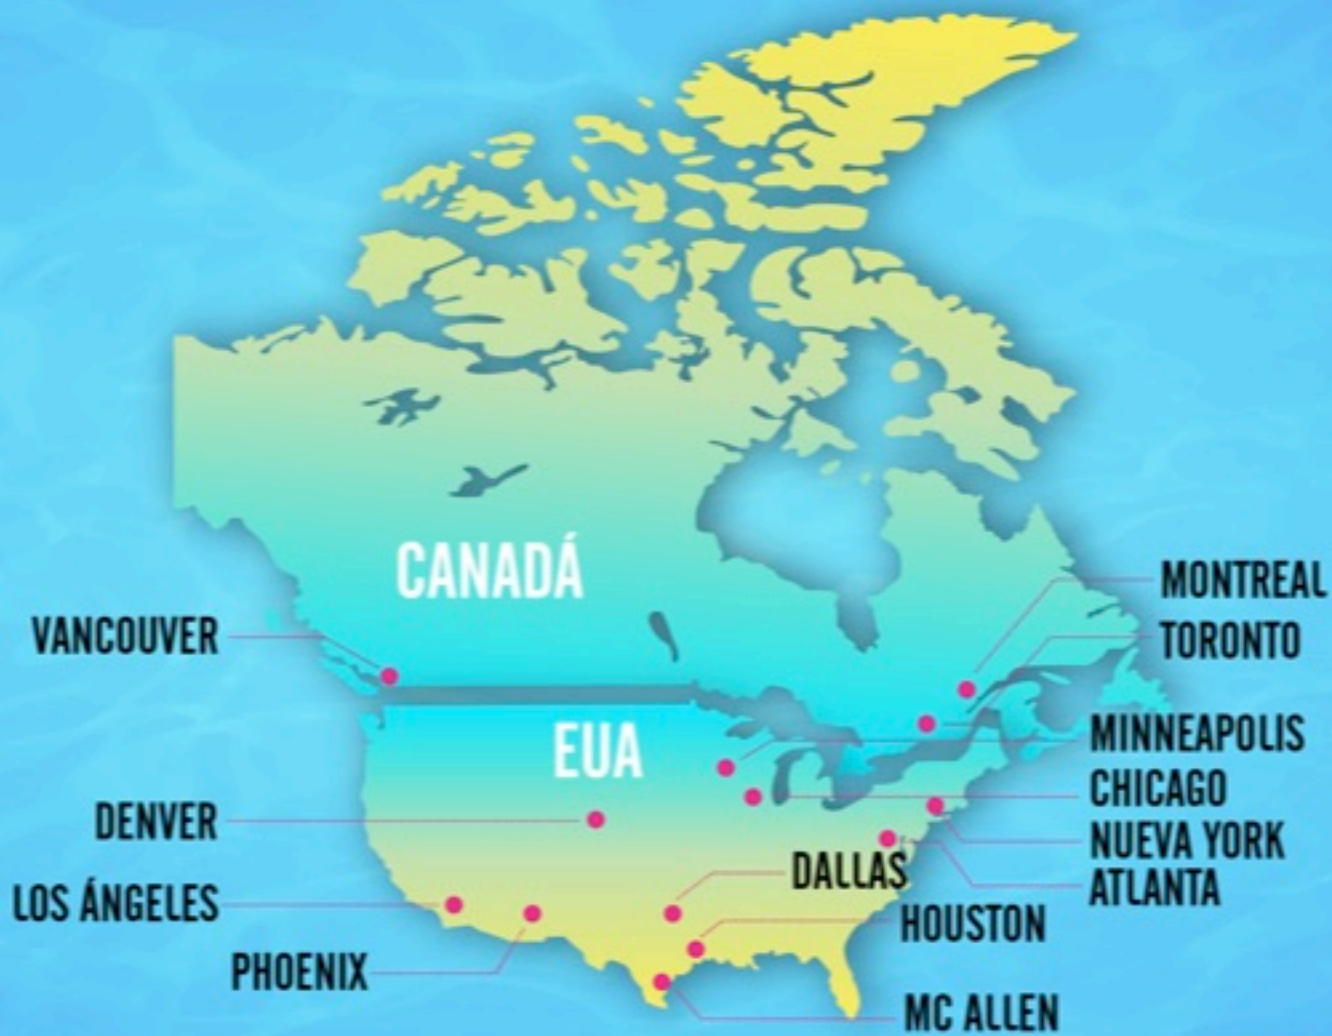 CANADÁ
MONTREAL
VANCOUVER
TORONTO
EUA
MINNEAPOLIS
CHICAGO
DENVER
NUEVA YORK
DALLAS
ATLANTA
LOS ÁNGELES
HOUSTON
PHOENIX
MC ALLEN